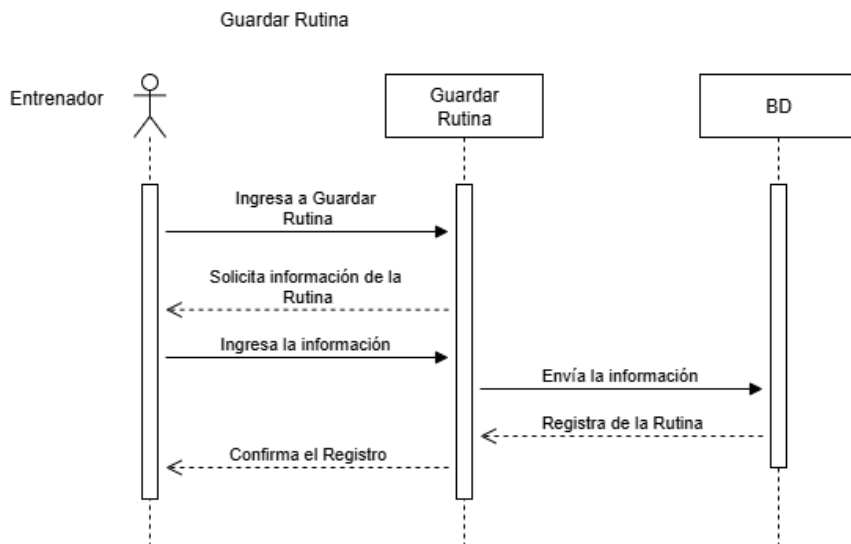 Guardar Rutina
Entrenador
Guardar
Rutina
BD
Ingresa a Guardar
Rutina
Solicita información de la
Rutina
Ingresa la información
Envía la información
Registra de la Rutina
Confirma el Registro